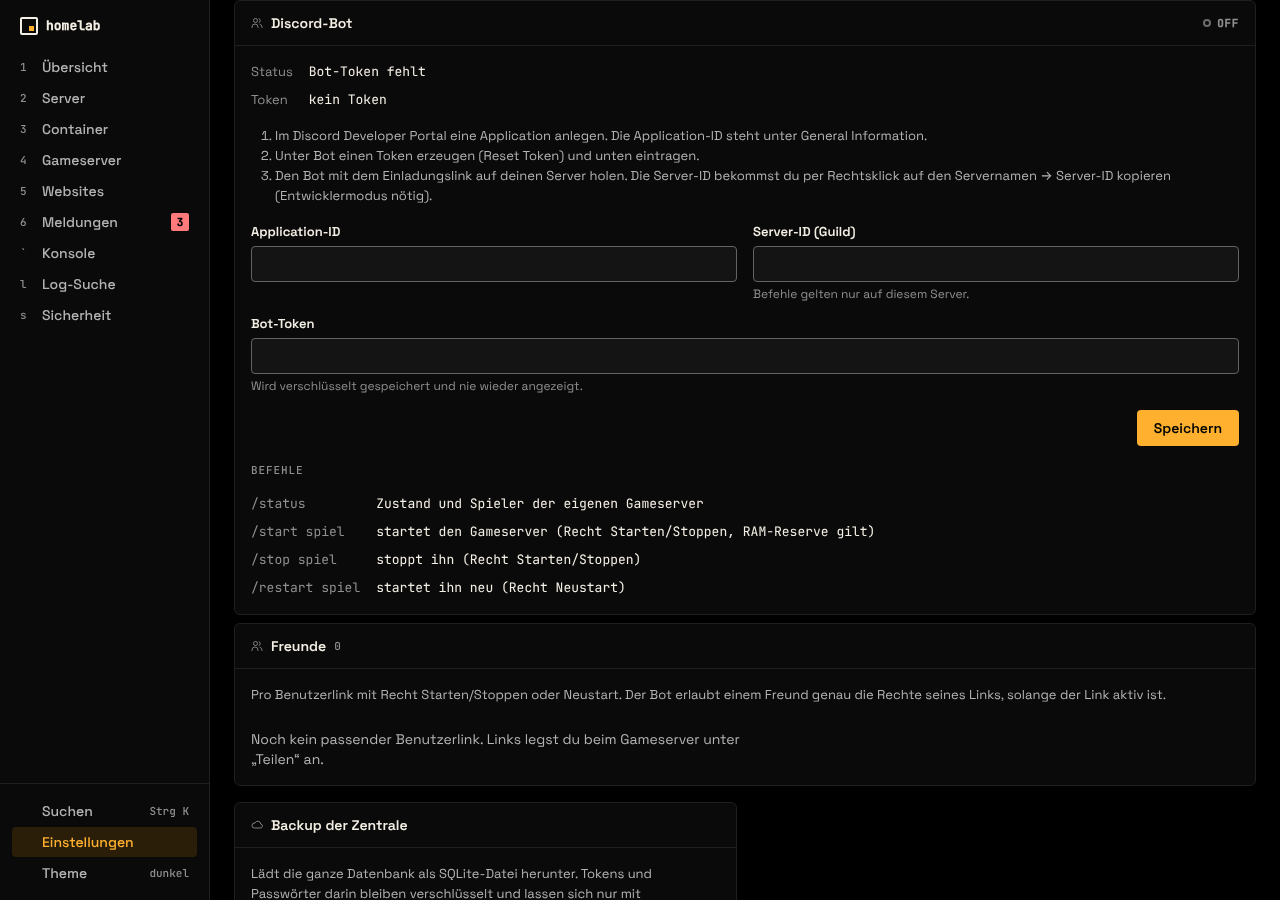 homelab
1 Übersicht
2 Server
3 Container
4 Gameserver
5 Websites
6 Meldungen 3
` Konsole
l Log-Suche
s Sicherheit
Suchen Strg K
Einstellungen
Theme dunkel
Discord-Bot OFF
Status Bot-Token fehlt
Token kein Token
1. Im Discord Developer Portal eine Application anlegen. Die Application-ID steht unter General Information.
2. Unter Bot einen Token erzeugen (Reset Token) und unten eintragen.
3. Den Bot mit dem Einladungslink auf deinen Server holen. Die Server-ID bekommst du per Rechtsklick auf den Servernamen → Server-ID kopieren
(Entwicklermodus nötig).
Application-ID Server-ID (Guild)
Befehle gelten nur auf diesem Server.
Bot-Token
Wird verschlüsselt gespeichert und nie wieder angezeigt.
Speichern
BEFEHLE
/status Zustand und Spieler der eigenen Gameserver
/start spiel startet den Gameserver (Recht Starten/Stoppen, RAM-Reserve gilt)
/stop spiel stoppt ihn (Recht Starten/Stoppen)
/restart spiel startet ihn neu (Recht Neustart)
Freunde 0
Pro Benutzerlink mit Recht Starten/Stoppen oder Neustart. Der Bot erlaubt einem Freund genau die Rechte seines Links, solange der Link aktiv ist.
Noch kein passender Benutzerlink. Links legst du beim Gameserver unter
„Teilen“ an.
Backup der Zentrale
Lädt die ganze Datenbank als SQLite-Datei herunter. Tokens und
Passwörter darin bleiben verschlüsselt und lassen sich nur mit